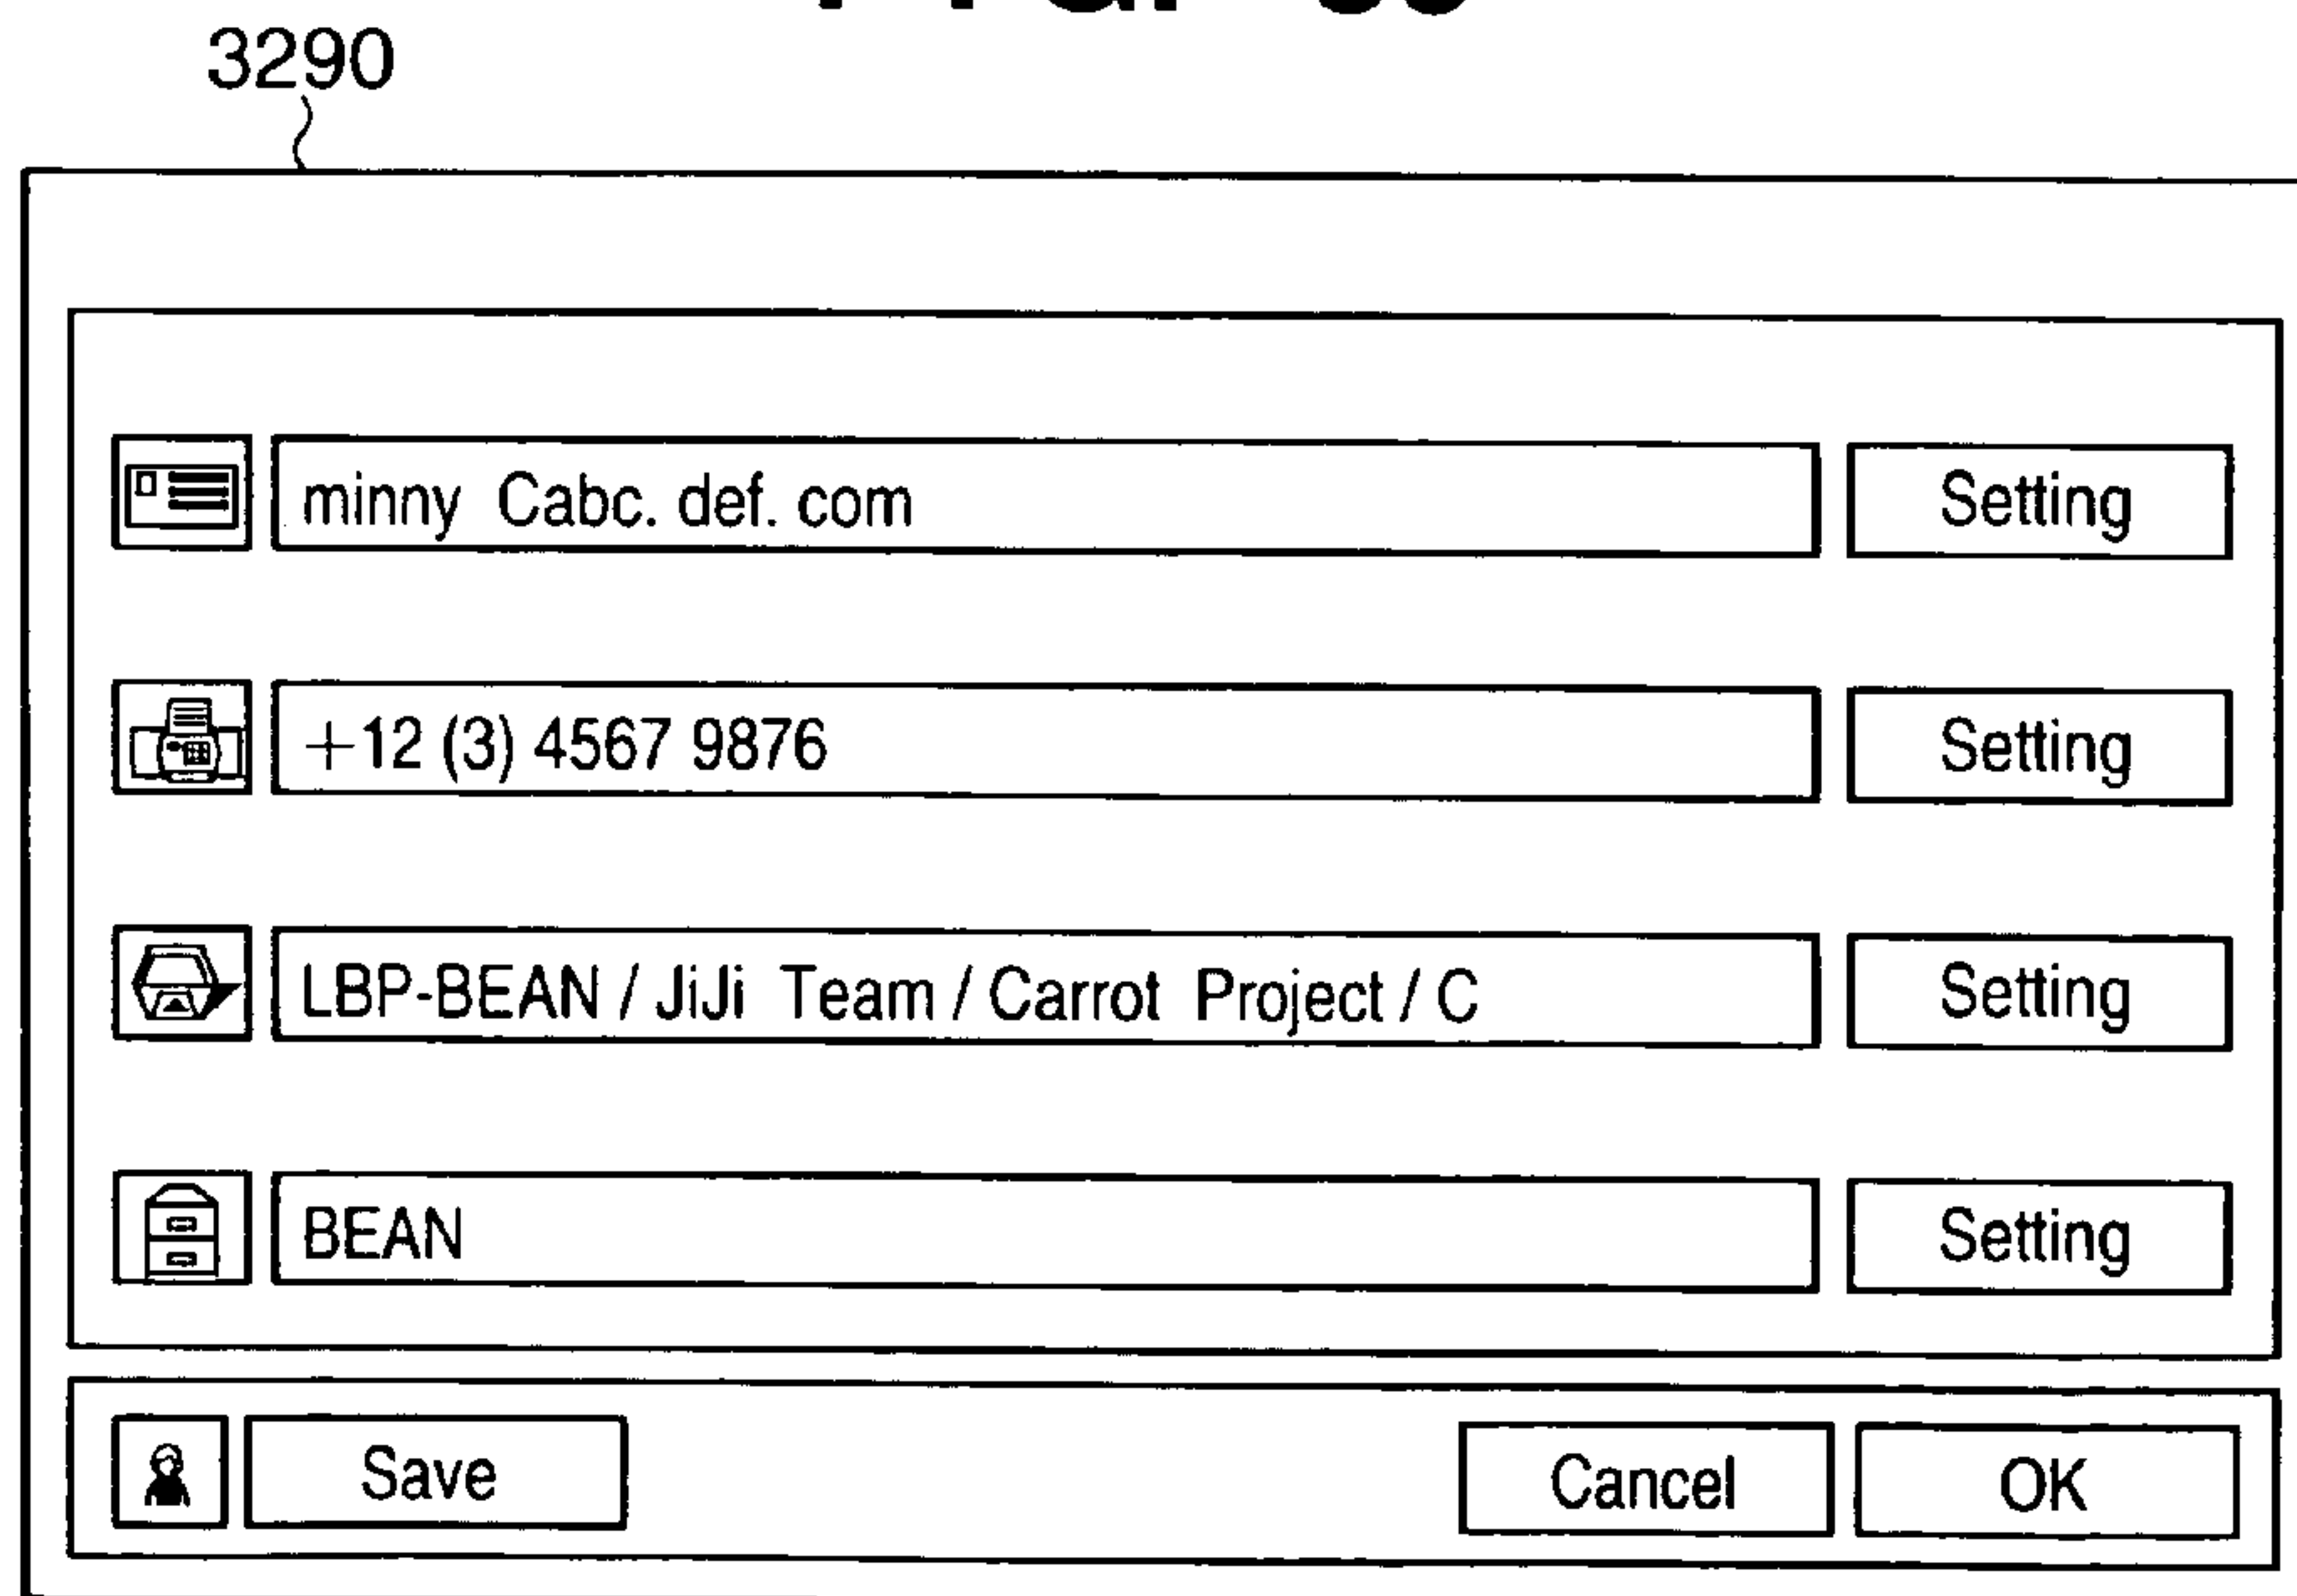 3290
minny Cabc. def. com
Setting
+12 (3) 4567 9876
Setting
LBP-BEAN / JiJi Team / Carrot Project / C
Setting
BEAN
Setting
Save
Cancel
OK